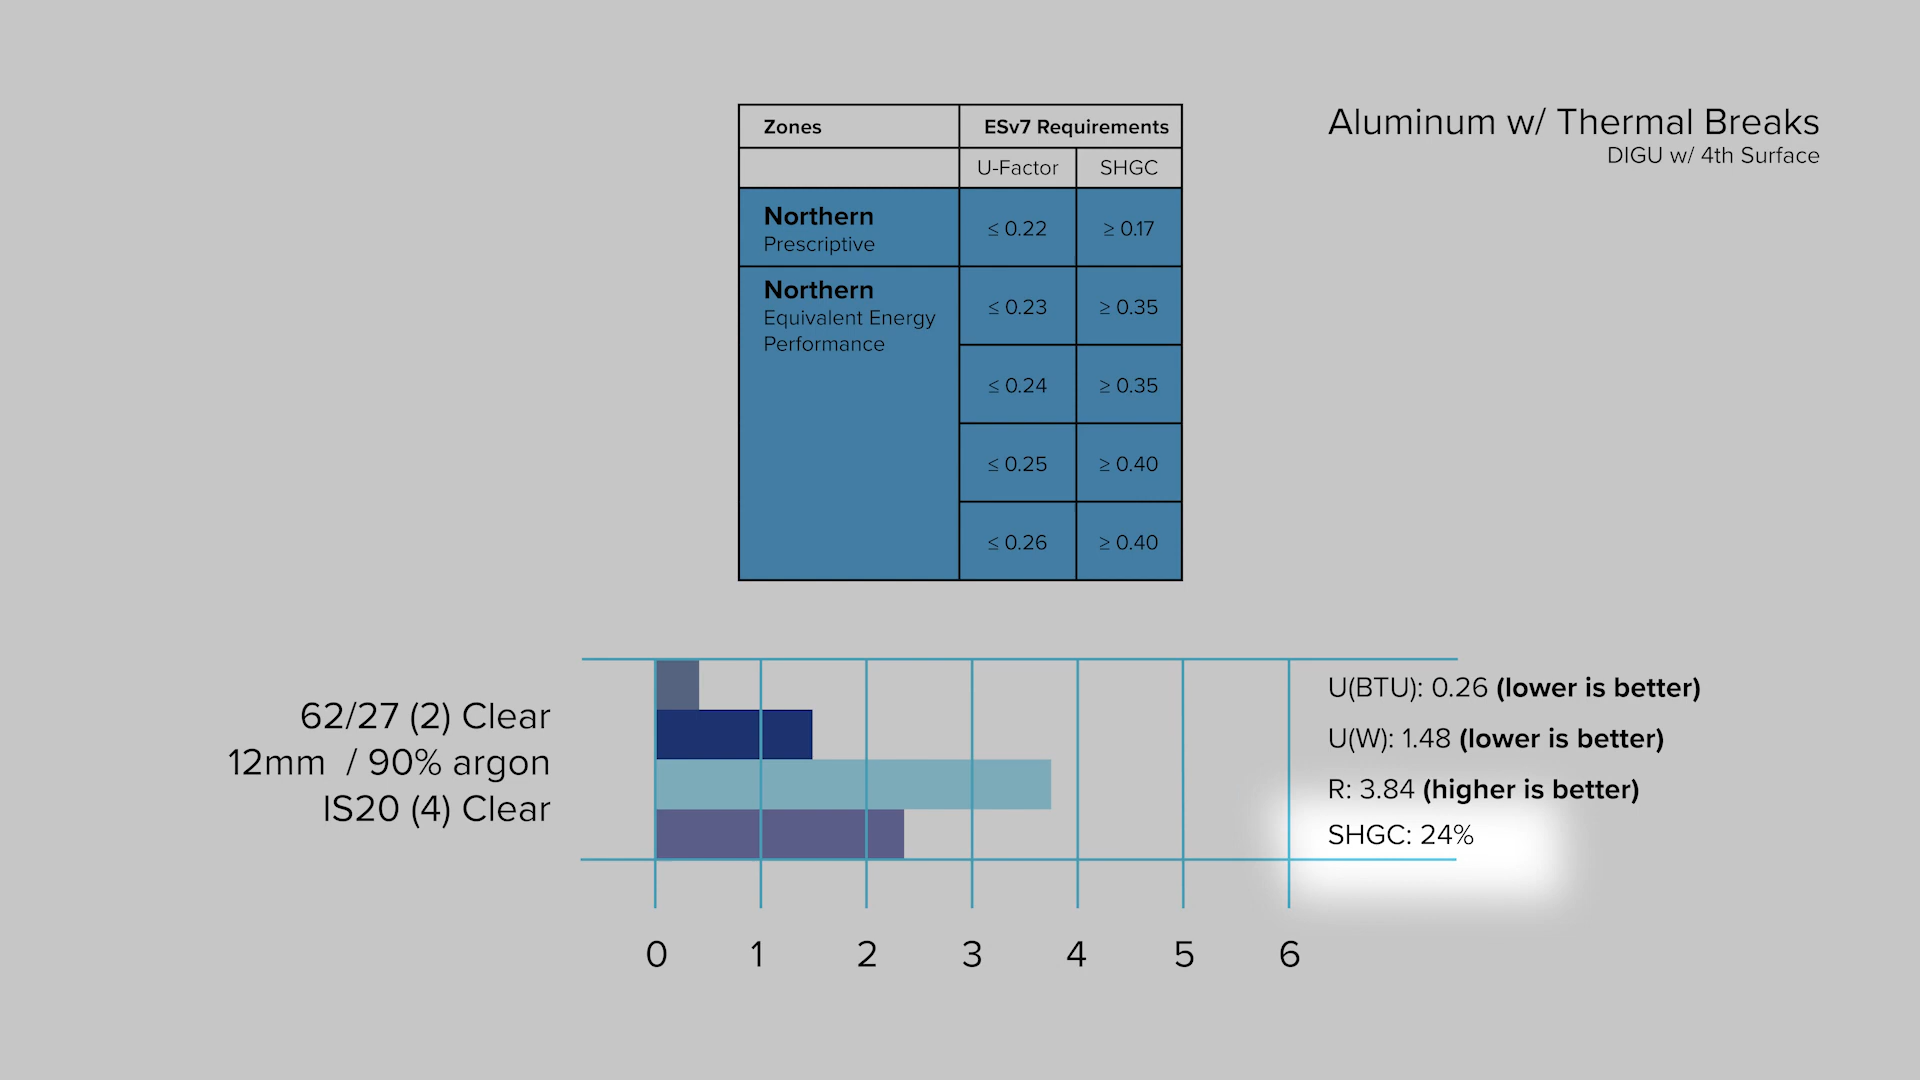 Aluminum w/ Thermal Breaks
DIGU w/ 4th Surface
Zones ESv7 Requirements
U-Factor SHGC
Northern
Prescriptive
≤ 0.22 ≥ 0.17
Northern
Equivalent Energy
Performance
≤ 0.23 ≥ 0.35
≤ 0.24 ≥ 0.35
≤ 0.25 ≥ 0.40
≤ 0.26 ≥ 0.40
62/27 (2) Clear
12mm / 90% argon
IS20 (4) Clear
U(BTU): 0.26 (lower is better)
U(W): 1.48 (lower is better)
R: 3.84 (higher is better)
SHGC: 24%
0 1 2 3 4 5 6